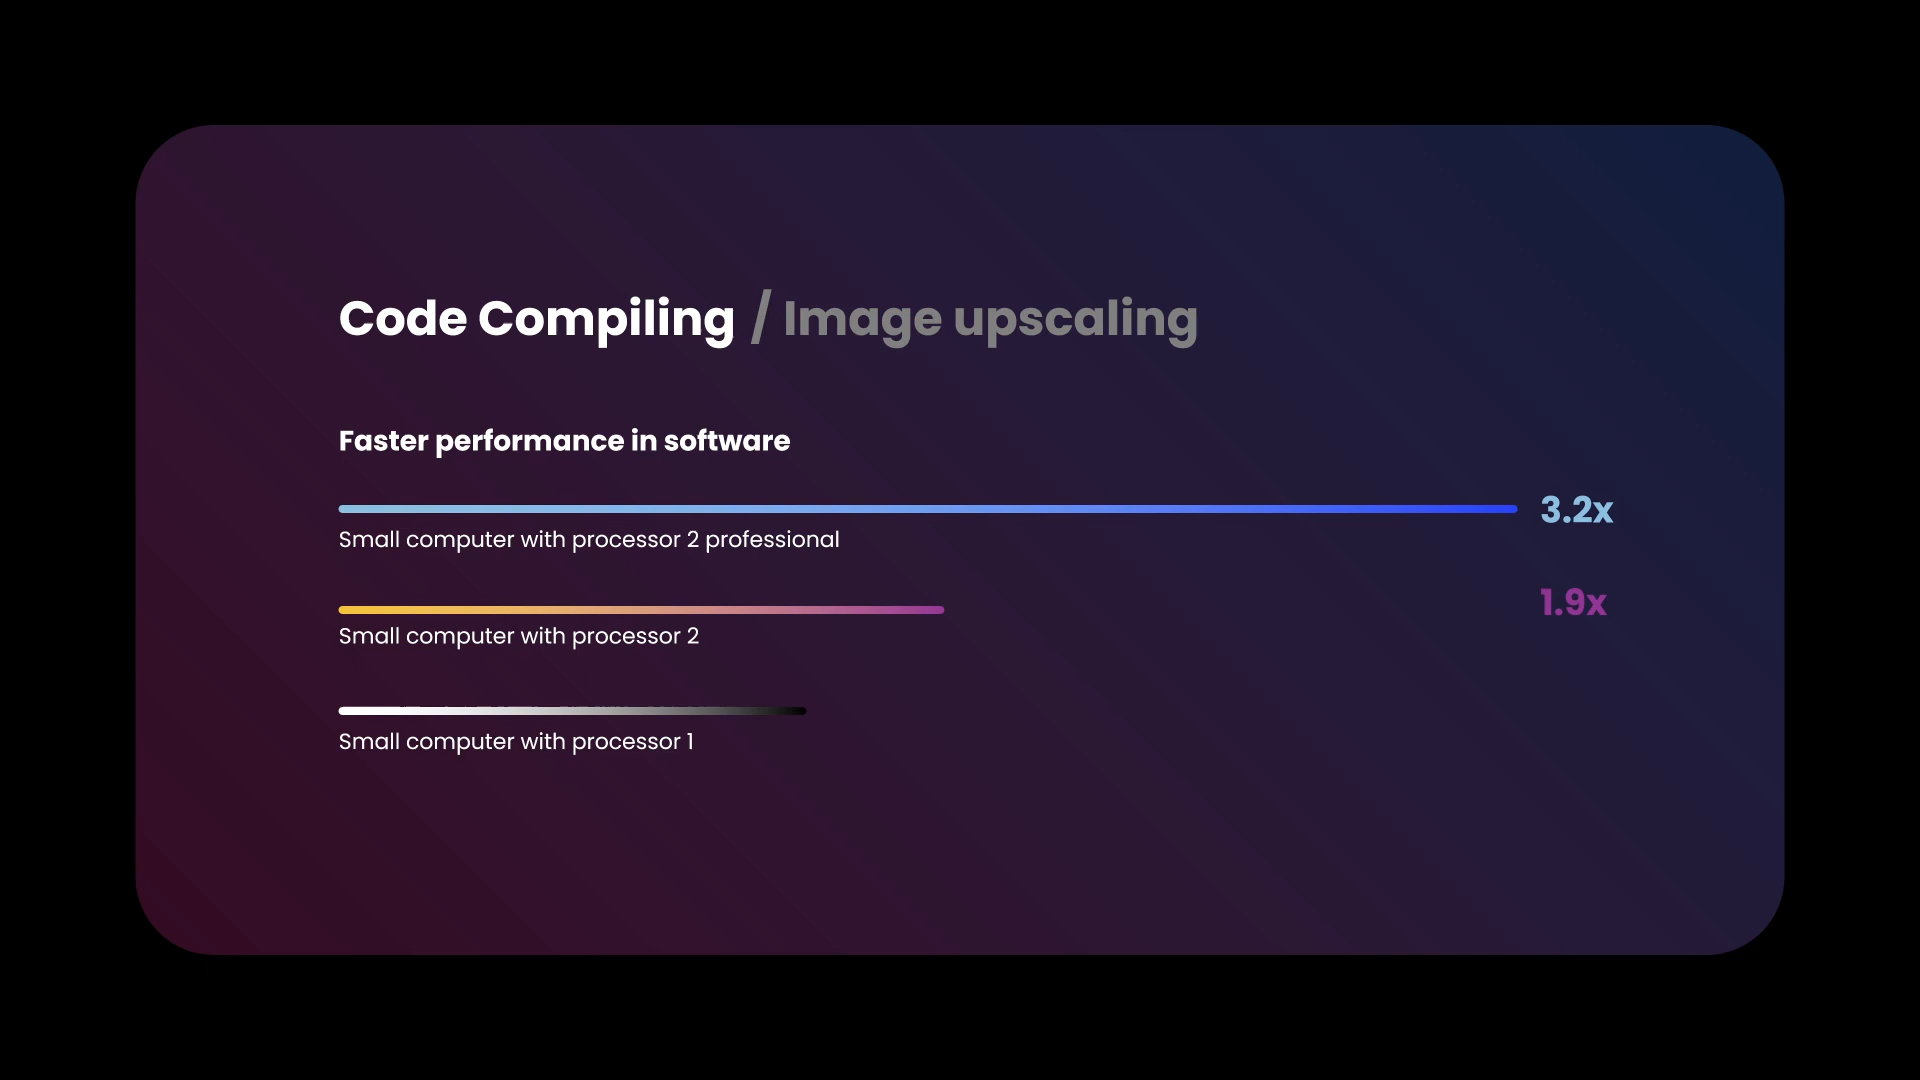 Code Compiling / Image upscaling
Faster performance in software
3.2x
Small computer with processor 2 professional
1.9x
Small computer with processor 2
Small computer with processor 1